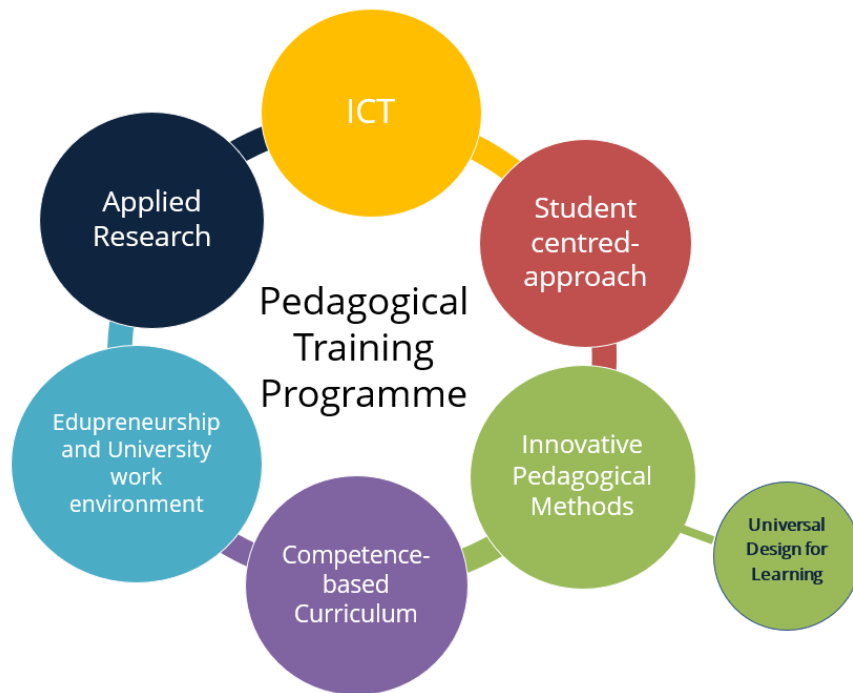 ICT
Applied
Research
Student
centred-
approach
Pedagogical
Training
Programme
Edupreneurship
and University
work
environment
Innovative
Pedagogical
Methods
Universal
Design for
Learning
Competence-
based
Curriculum